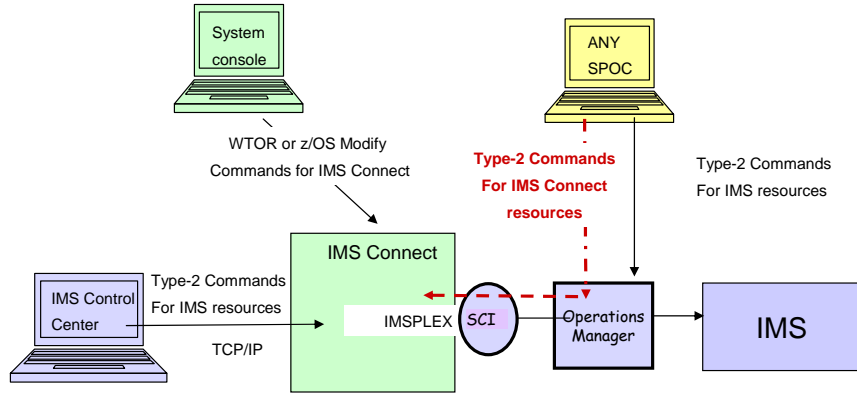 System
console
ANY
SPOC
WTOR or z/OS Modify
Commands for IMS Connect
Type-2 Commands
For IMS Connect
resources
Type-2 Commands
For IMS resources
IMS Connect
IMS Control
Center
Type-2 Commands
For IMS resources
TCP/IP
IMSPLEX
SCI
Operations
Manager
IMS